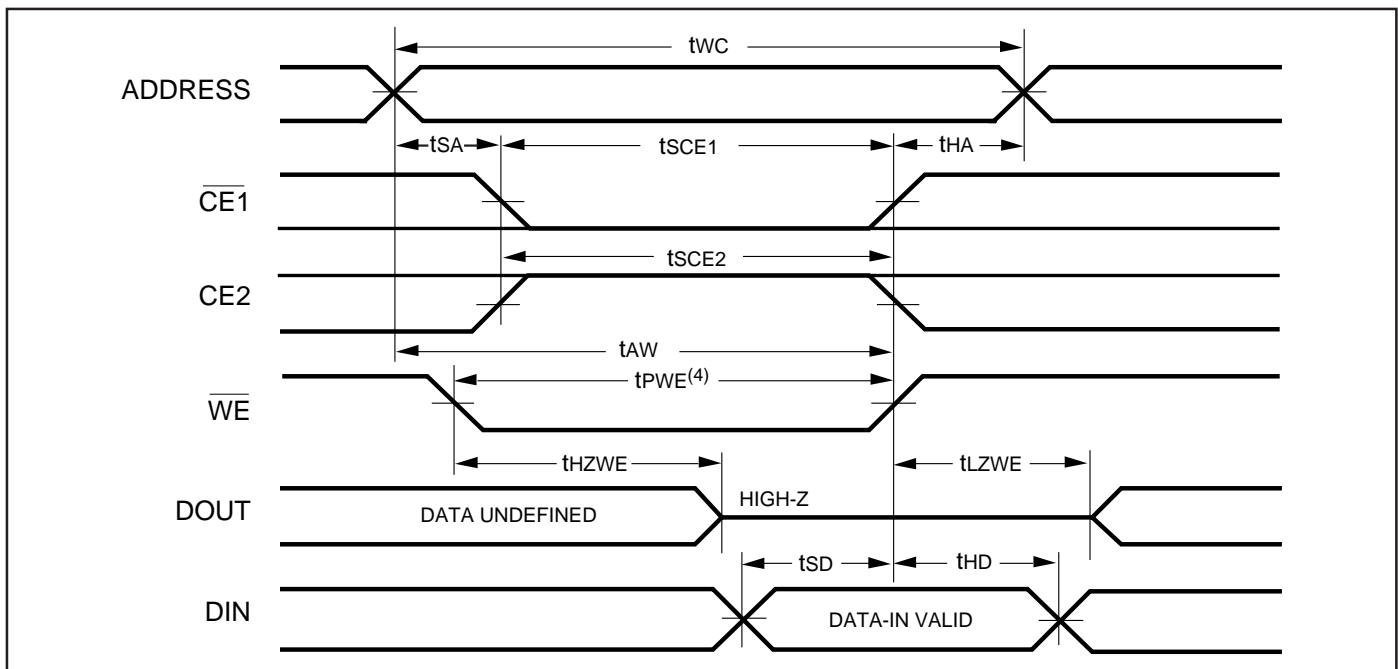 tWC
ADDRESS
tSA
tSCE1
tHA
CE1
tSCE2
CE2
tAW
tPWE(4)
WE
tHZWE
tLZWE
DOUT
DATA UNDEFINED
HIGH-Z
tSD
tHD
DIN
DATA-IN VALID